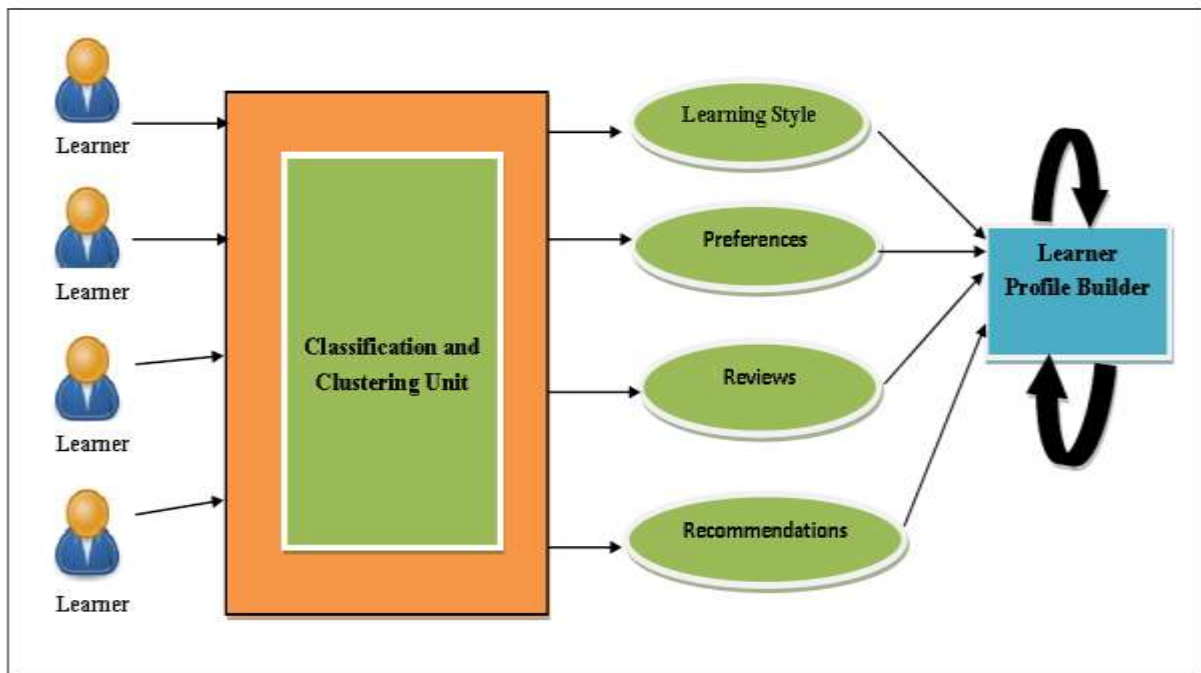 Learner
Learner
Learner
Learner
Classification and
Clustering Unit
Learning Style
Preferences
Reviews
Recommendations
Learner
Profile Builder